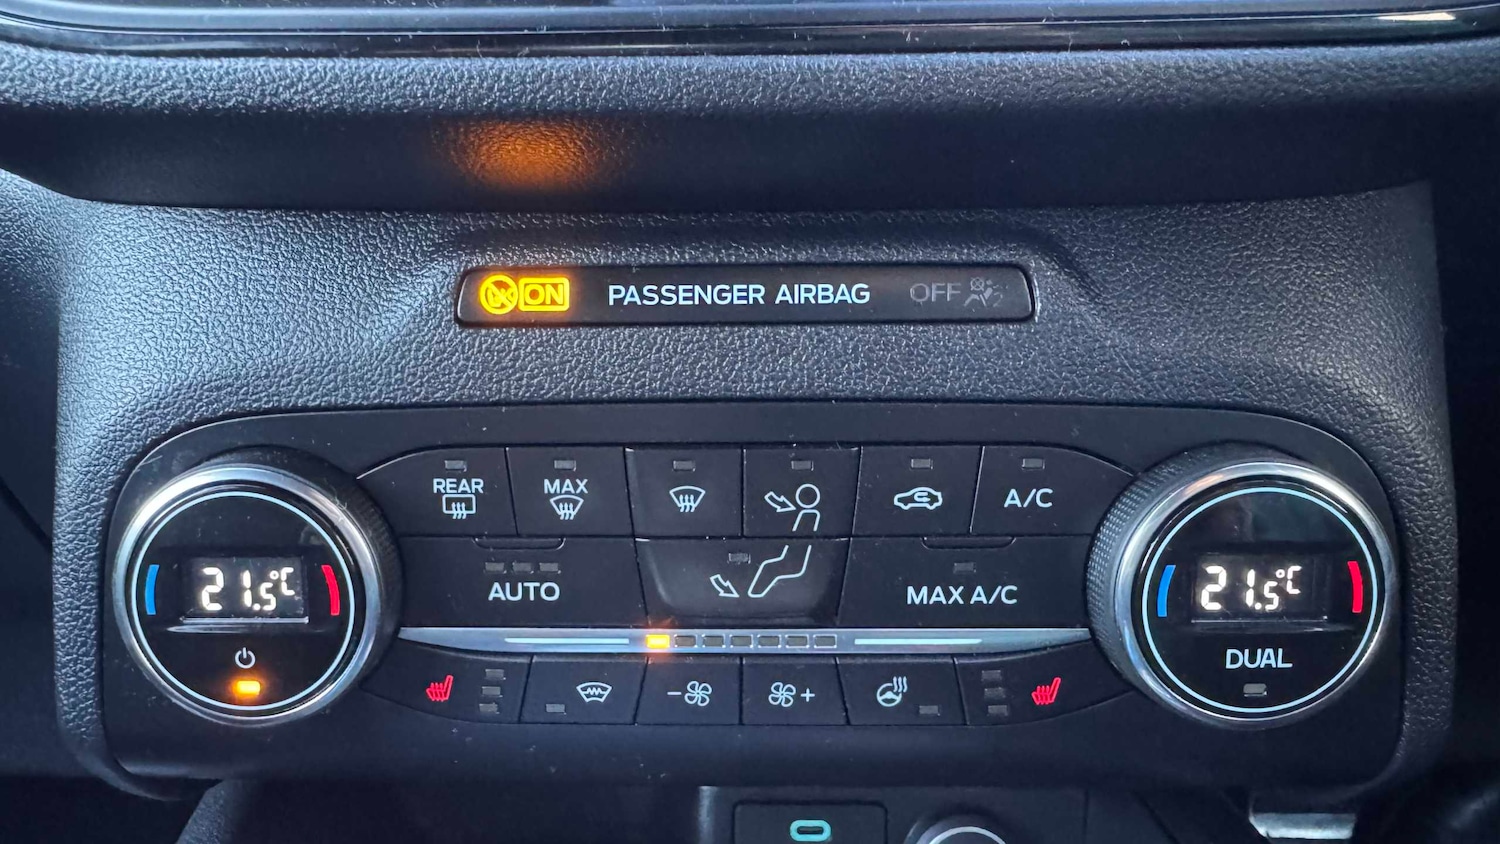 ON PASSENGER AIRBAG OFF
REAR
MAX
A/C
AUTO
MAX A/C
21.5°C
21.5°C
DUAL